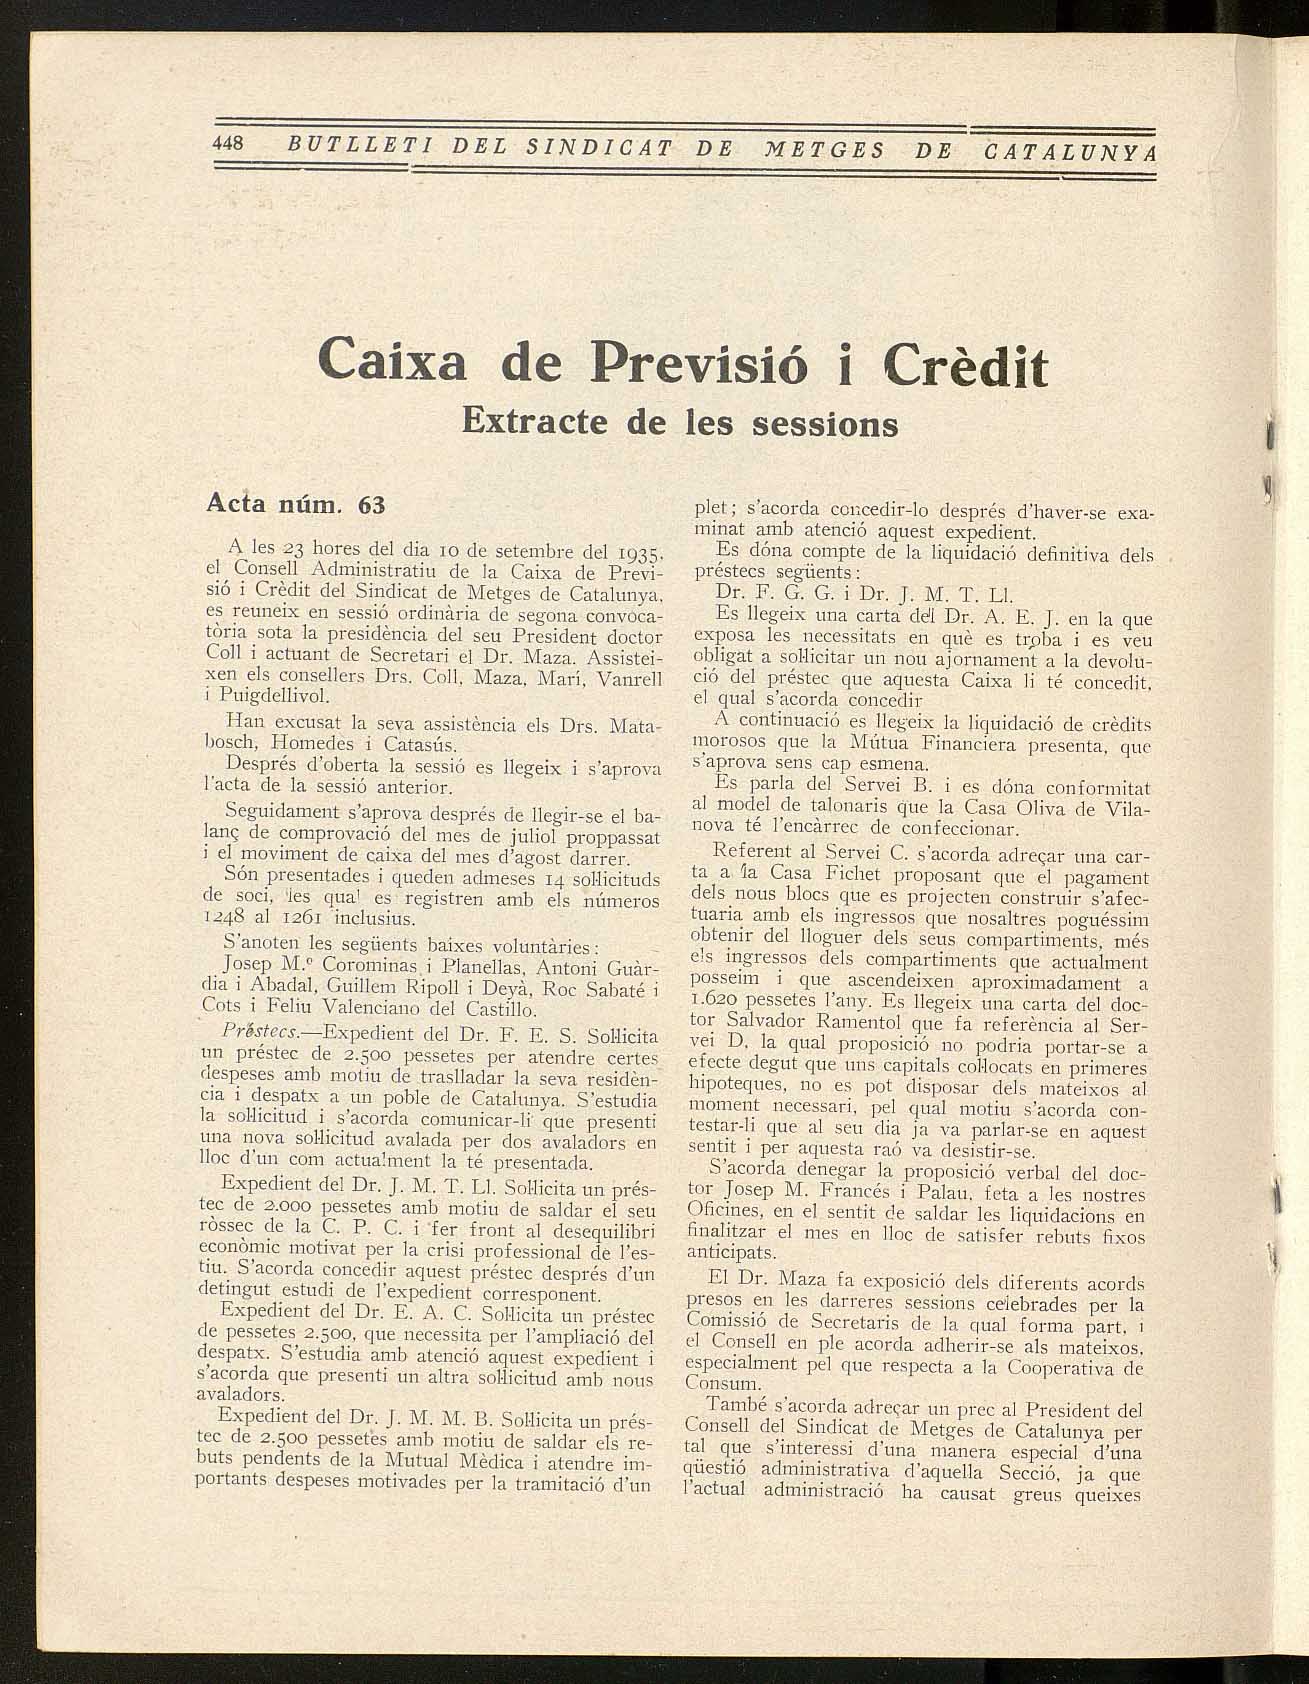 448 BUTLLETI DEL SINDICAT DE METGES DE CATALUNYA
Caixa de Previsió i Crèdit
Extracte de les sessions
Acta núm. 63
A les 23 hores del dia 10 de setembre del 1935,
el Consell Administratiu de la Caixa de Previ-
sió i Crèdit del Sindicat de Metges de Catalunya,
es reuneix en sessió ordinària de segona convoca-
tòria sota la presidència del seu President doctor
Coll i actuant de Secretari el Dr. Maza. Assistei-
xen els consellers Drs. Coll, Maza, Marí, Vanrell
i Puigdellivol.
Han excusat la seva assistència els Drs. Mata-
bosch, Homedes i Catasús.
Després d'oberta la sessió es llegeix i s'aprova
l'acta de la sessió anterior.
Seguidament s'aprova després de llegir-se el ba-
lanç de comprovació del mes de juliol proppassat
i el moviment de caixa del mes d'agost darrer.
Són presentades i queden admeses 14 sol·licituds
de soci, les qual es registren amb els números
1248 al 1261 inclusius.
S'anoten les següents baixes voluntàries:
Josep M.ª Corominas i Planellas, Antoni Guàr-
dia i Abadal, Guillem Ripoll i Deyà, Roc Sabaté i
Cots i Feliu Valenciano del Castillo.
Préstecs.—Expedient del Dr. F. E. S. Sol·licita
un préstec de 2.500 pessetes per atendre certes
despeses amb motiu de traslladar la seva residèn-
cia i despatx a un poble de Catalunya. S'estudia
la sol·licitud i s'acorda comunicar-li que presenti
una nova sol·licitud avalada per dos avaladors en
lloc d'un com actualment la té presentada.
Expedient del Dr. J. M. T. Ll. Sol·licita un prés-
tec de 2.000 pessetes amb motiu de saldar el seu
ròssec de la C. P. C. i fer front al desequilibri
econòmic motivat per la crisi professional de l'es-
tiu. S'acorda concedir aquest préstec després d'un
detingut estudi de l'expedient corresponent.
Expedient del Dr. E. A. C. Sol·licita un préstec
de pessetes 2.500, que necessita per l'ampliació del
despatx. S'estudia amb atenció aquest expedient i
s'acorda que presenti un altra sol·licitud amb nous
avaladors.
Expedient del Dr. J. M. M. B. Sol·licita un prés-
tec de 2.500 pessetes amb motiu de saldar els re-
buts pendents de la Mutual Mèdica i atendre im-
portants despeses motivades per la tramitació d'un
plet; s'acorda concedir-lo després d'haver-se exa-
minat amb atenció aquest expedient.
Es dóna compte de la liquidació definitiva dels
préstecs següents:
Dr. F. G. G. i Dr. J. M. T. Ll.
Es llegeix una carta del Dr. A. E. J. en la que
exposa les necessitats en què es troba i es veu
obligat a sol·licitar un nou ajornament a la devolu-
ció del préstec que aquesta Caixa li té concedit,
el qual s'acorda concedir
A continuació es llegeix la liquidació de crèdits
morosos que la Mútua Financiera presenta, que
s'aprova sens cap esmena.
Es parla del Servei B. i es dóna conformitat
al model de talonaris que la Casa Oliva de Vila-
nova té l'encàrrec de confeccionar.
Referent al Servei C. s'acorda adreçar una car-
ta a la Casa Fichet proposant que el pagament
dels nous blocs que es projecten construir s'afec-
tuaria amb els ingressos que nosaltres poguéssim
obtenir del lloguer dels seus compartiments, més
els ingressos dels compartiments que actualment
posseim i que ascendeixen aproximadament a
1.620 pessetes l'any. Es llegeix una carta del doc-
tor Salvador Ramentol que fa referència al Ser-
vei D, la qual proposició no podria portar-se a
efecte degut que uns capitals col·locats en primeres
hipoteques, no es pot disposar dels mateixos al
moment necessari, pel qual motiu s'acorda con-
testar-li que al seu dia ja va parlar-se en aquest
sentit i per aquesta raó va desistir-se.
S'acorda denegar la proposició verbal del doc-
tor Josep M. Francés i Palau, feta a les nostres
Oficines, en el sentit de saldar les liquidacions en
finalitzar el mes en lloc de satisfer rebuts fixos
anticipats.
El Dr. Maza fa exposició dels diferents acords
presos en les darreres sessions celebrades per la
Comissió de Secretaris de la qual forma part, i
el Consell en ple acorda adherir-se als mateixos,
especialment pel que respecta a la Cooperativa de
Consum.
També s'acorda adreçar un prec al President del
Consell del Sindicat de Metges de Catalunya per
tal que s'interessi d'una manera especial d'una
qüestió administrativa d'aquella Secció, ja que
l'actual administració ha causat greus queixes